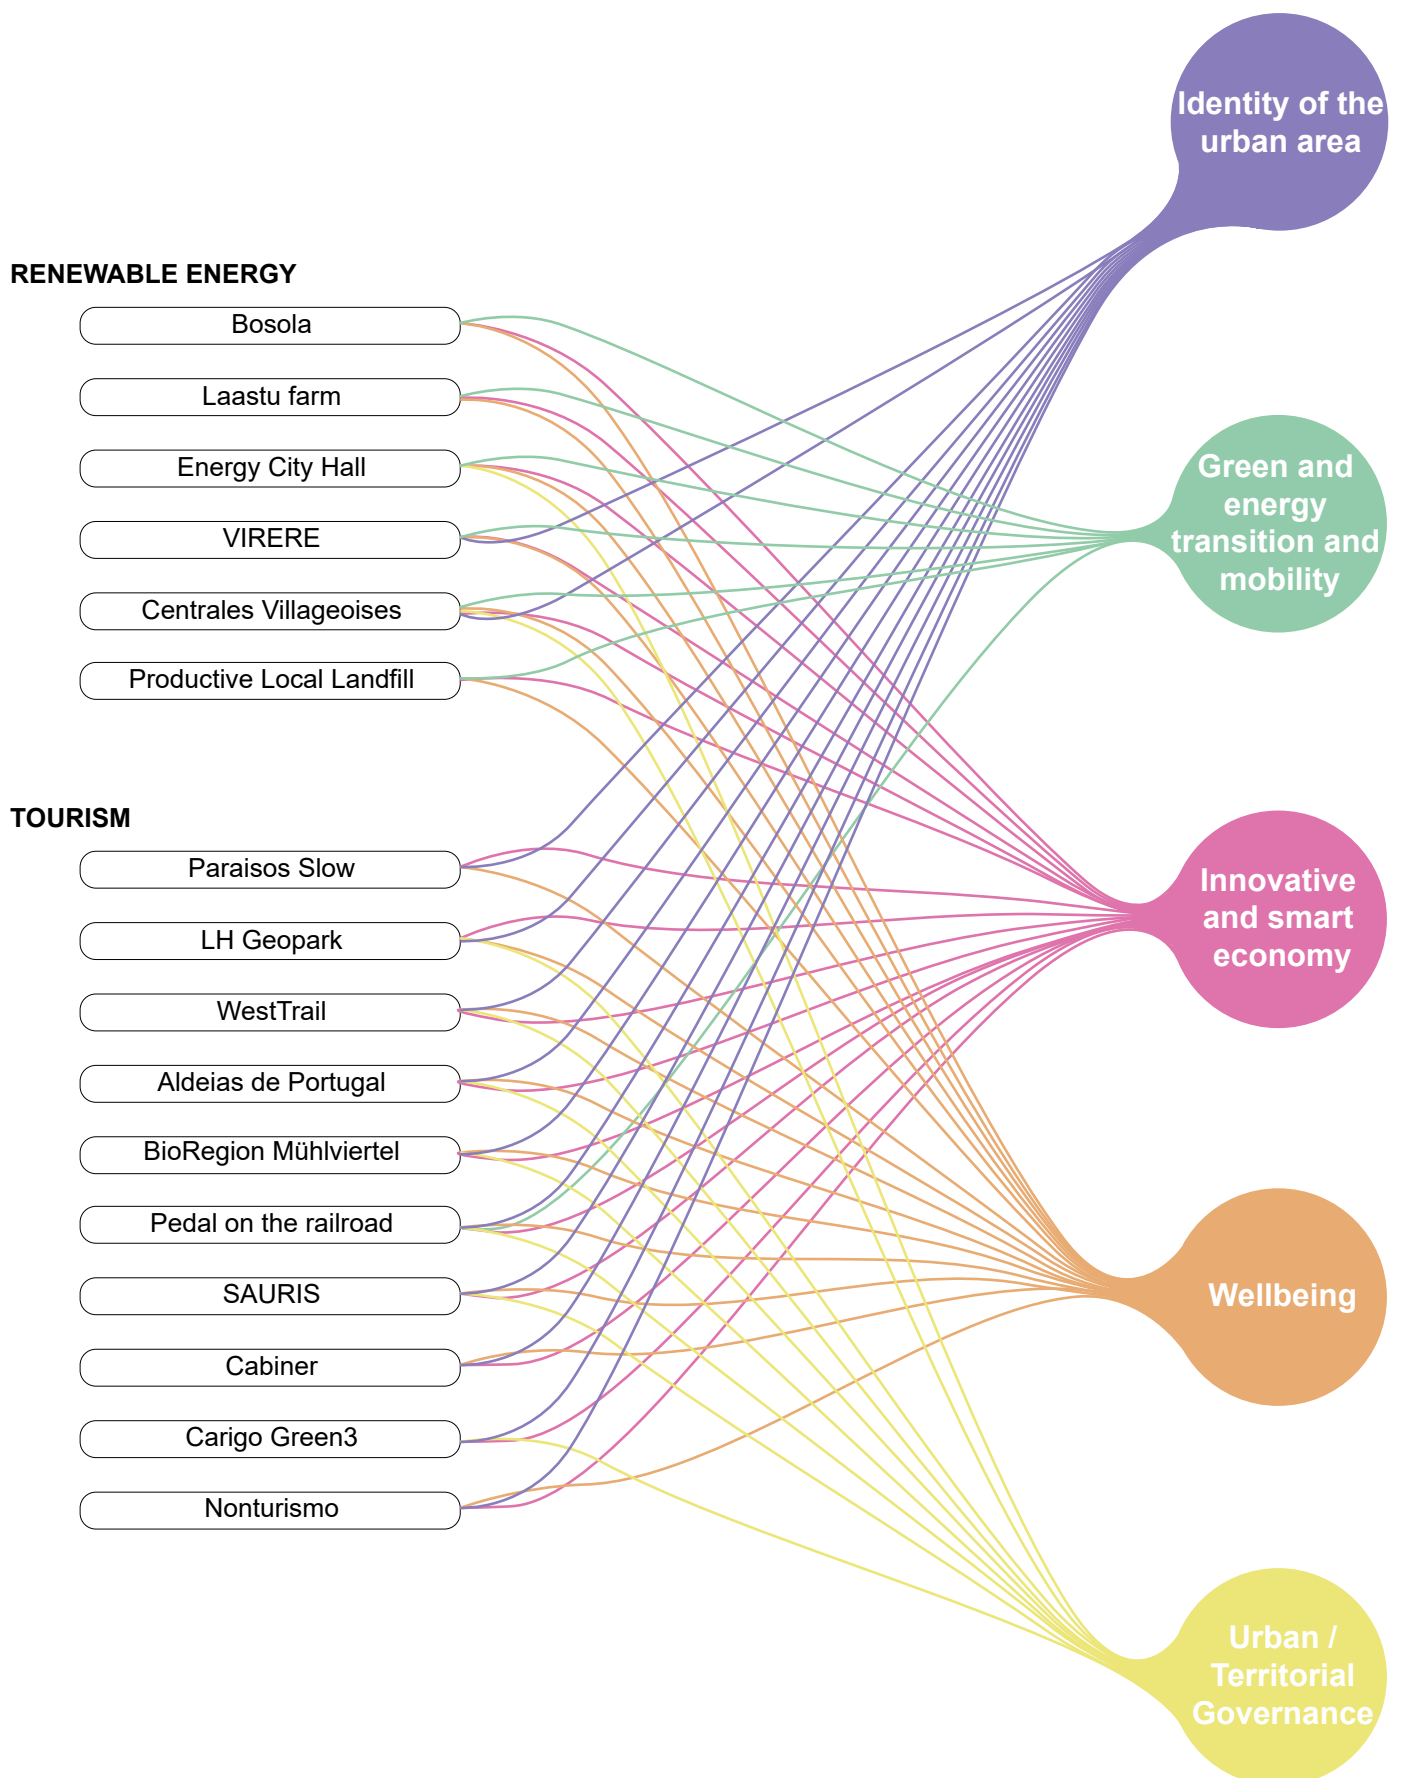 Identity of the
urban area
RENEWABLE ENERGY
Bosola
Laastu farm
Energy City Hall
VIRERE
Centrales Villageoises
Productive Local Landfill
Green and
energy
transition and
mobility
TOURISM
Paraisos Slow
LH Geopark
WestTrail
Aldeias de Portugal
BioRegion Mühlviertel
Pedal on the railroad
SAURIS
Cabiner
Carigo Green3
Nonturismo
Innovative
and smart
economy
Wellbeing
Urban /
Territorial
Governance